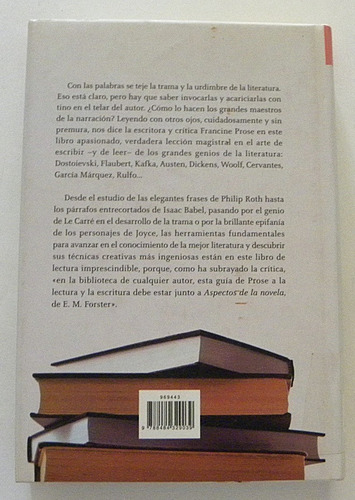 Con las palabras se teje la trama y la urdimbre de la literatura.
Eso está claro, pero hay que saber invocarlas y acariciarlas con
tino en el telar del autor. ¿Cómo lo hacen los grandes maestros
de la narración? Leyendo con otros ojos, cuidadosamente y sin
premura, nos dice la escritora y crítica Francine Prose en este
libro apasionado, verdadera lección magistral en el arte de
escribir –y de leer– de los grandes genios de la literatura:
Dostoievski, Flaubert, Kafka, Austen, Dickens, Woolf, Cervantes,
García Márquez, Rulfo...
Desde el estudio de las elegantes frases de Philip Roth hasta
los párrafos entrecortados de Isaac Babel, pasando por el genio
de Le Carré en el desarrollo de la trama o por la brillante epifanía
de los personajes de Joyce, las herramientas fundamentales
para avanzar en el conocimiento de la mejor literatura y descubrir
sus técnicas creativas más ingeniosas están en este libro de
lectura imprescindible, porque, como ha subrayado la crítica,
«en la biblioteca de cualquier autor, esta guía de Prose a
la lectura y la escritura debe estar junto a Aspectos de la novela,
de E. M. Forster».
969443